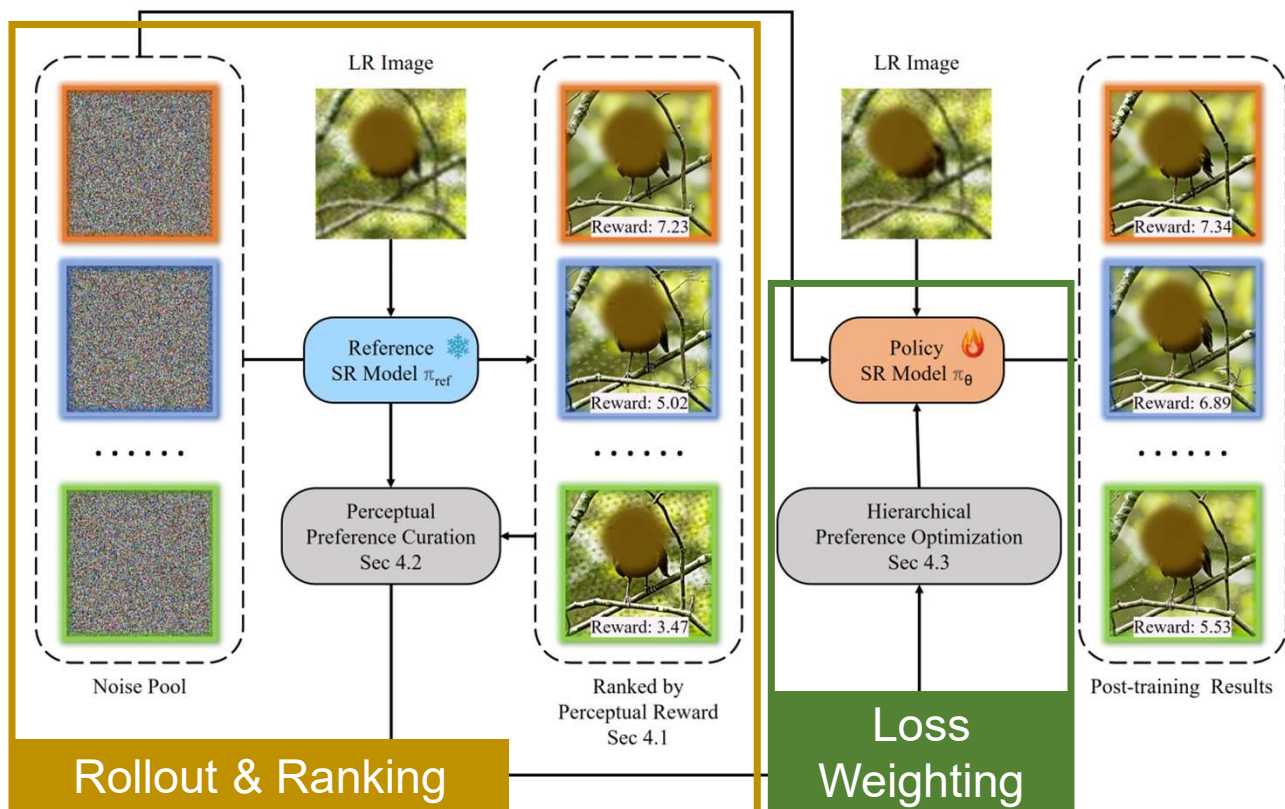 LR Image
Reward: 7.23
Reward: 5.02
Reward: 3.47
Reference
SR Model π_ref
Perceptual
Preference Curation
Sec 4.2
Noise Pool
Ranked by
Perceptual Reward
Sec 4.1
Rollout & Ranking
LR Image
Policy
SR Model π_θ
Hierarchical
Preference Optimization
Sec 4.3
Loss
Weighting
Reward: 7.34
Reward: 6.89
Reward: 5.53
Post-training Results